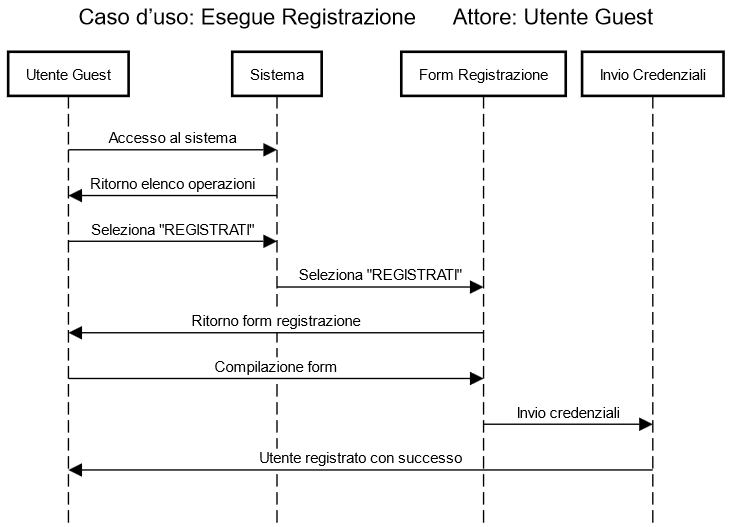 Caso d’uso: Esegue Registrazione Attore: Utente Guest
Utente Guest Sistema Form Registrazione Invio Credenziali
Accesso al sistema
Ritorno elenco operazioni
Seleziona "REGISTRATI"
Seleziona "REGISTRATI"
Ritorno form registrazione
Compilazione form
Invio credenziali
Utente registrato con successo